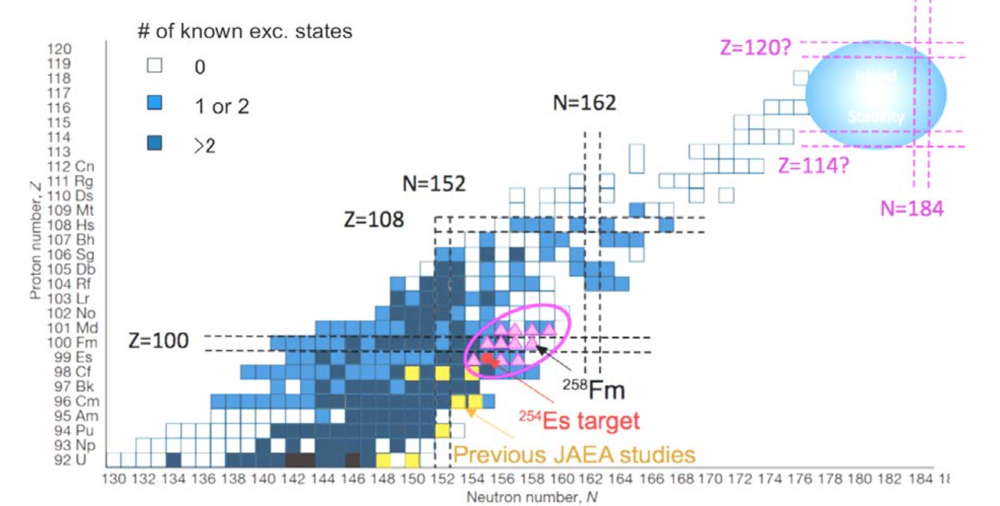 # of known exc. states
0
1 or 2
>2
Z=120?
N=162
Island
Stability
Z=114?
N=152
N=184
Z=108
Z=100
258Fm
254Es target
Previous JAEA studies
Proton number, Z
120
119
118
117
116
115
114
113
112 Cn
111 Rg
110 Ds
109 Mt
108 Hs
107 Bh
106 Sg
105 Db
104 Rf
103 Lr
102 No
101 Md
100 Fm
99 Es
98 Cf
97 Bk
96 Cm
95 Am
94 Pu
93 Np
92 U
130 132 134 136 138 140 142 144 146 148 150 152 154 156 158 160 162 164 166 168 170 172 174 176 178 180 182 184
Neutron number, N